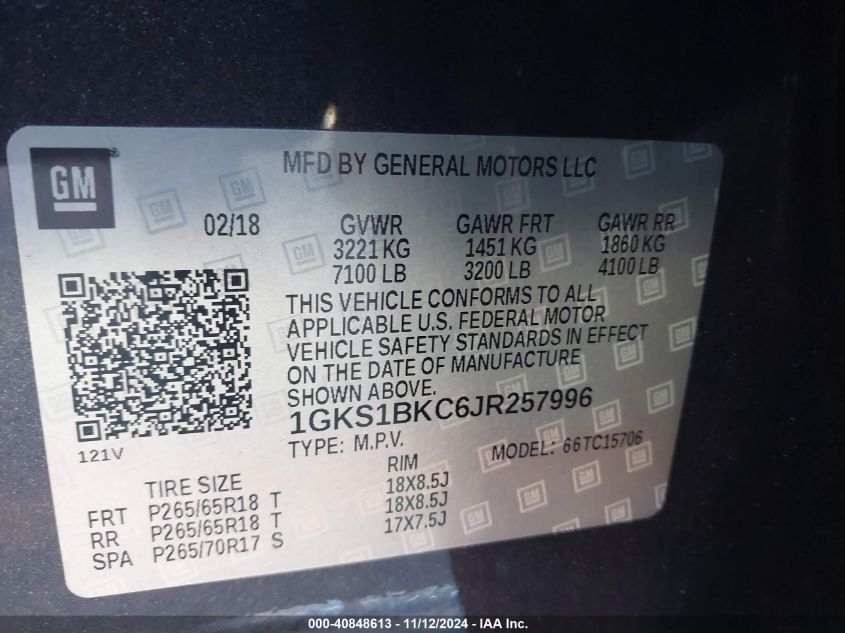 GM
MFD BY GENERAL MOTORS LLC
02/18 GVWR GAWR FRT GAWR RR
3221 KG 1451 KG 1860 KG
7100 LB 3200 LB 4100 LB
THIS VEHICLE CONFORMS TO ALL
APPLICABLE U.S. FEDERAL MOTOR
VEHICLE SAFETY STANDARDS IN EFFECT
ON THE DATE OF MANUFACTURE
SHOWN ABOVE.
1GKS1BKC6JR257996
121V
TYPE: M.P.V. MODEL: 66TC15706
TIRE SIZE RIM
FRT P265/65R18 T 18X8.5J
RR P265/65R18 T 18X8.5J
SPA P265/70R17 S 17X7.5J
000-40848613 - 11/12/2024 - IAA Inc.